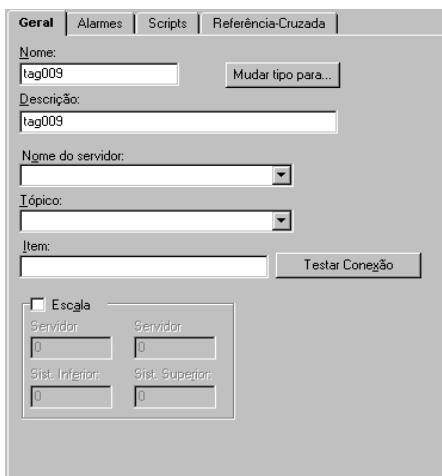 Geral Alarmes Scripts Referência-Cruzada
Nome:
tag009 Mudar tipo para...
Descrição:
tag009
Nome do servidor:
Tópico:
Item:
Testar Conexão
Escala
Servidor Servidor
0 0
Sist. Inferior: Sist. Superior:
0 0